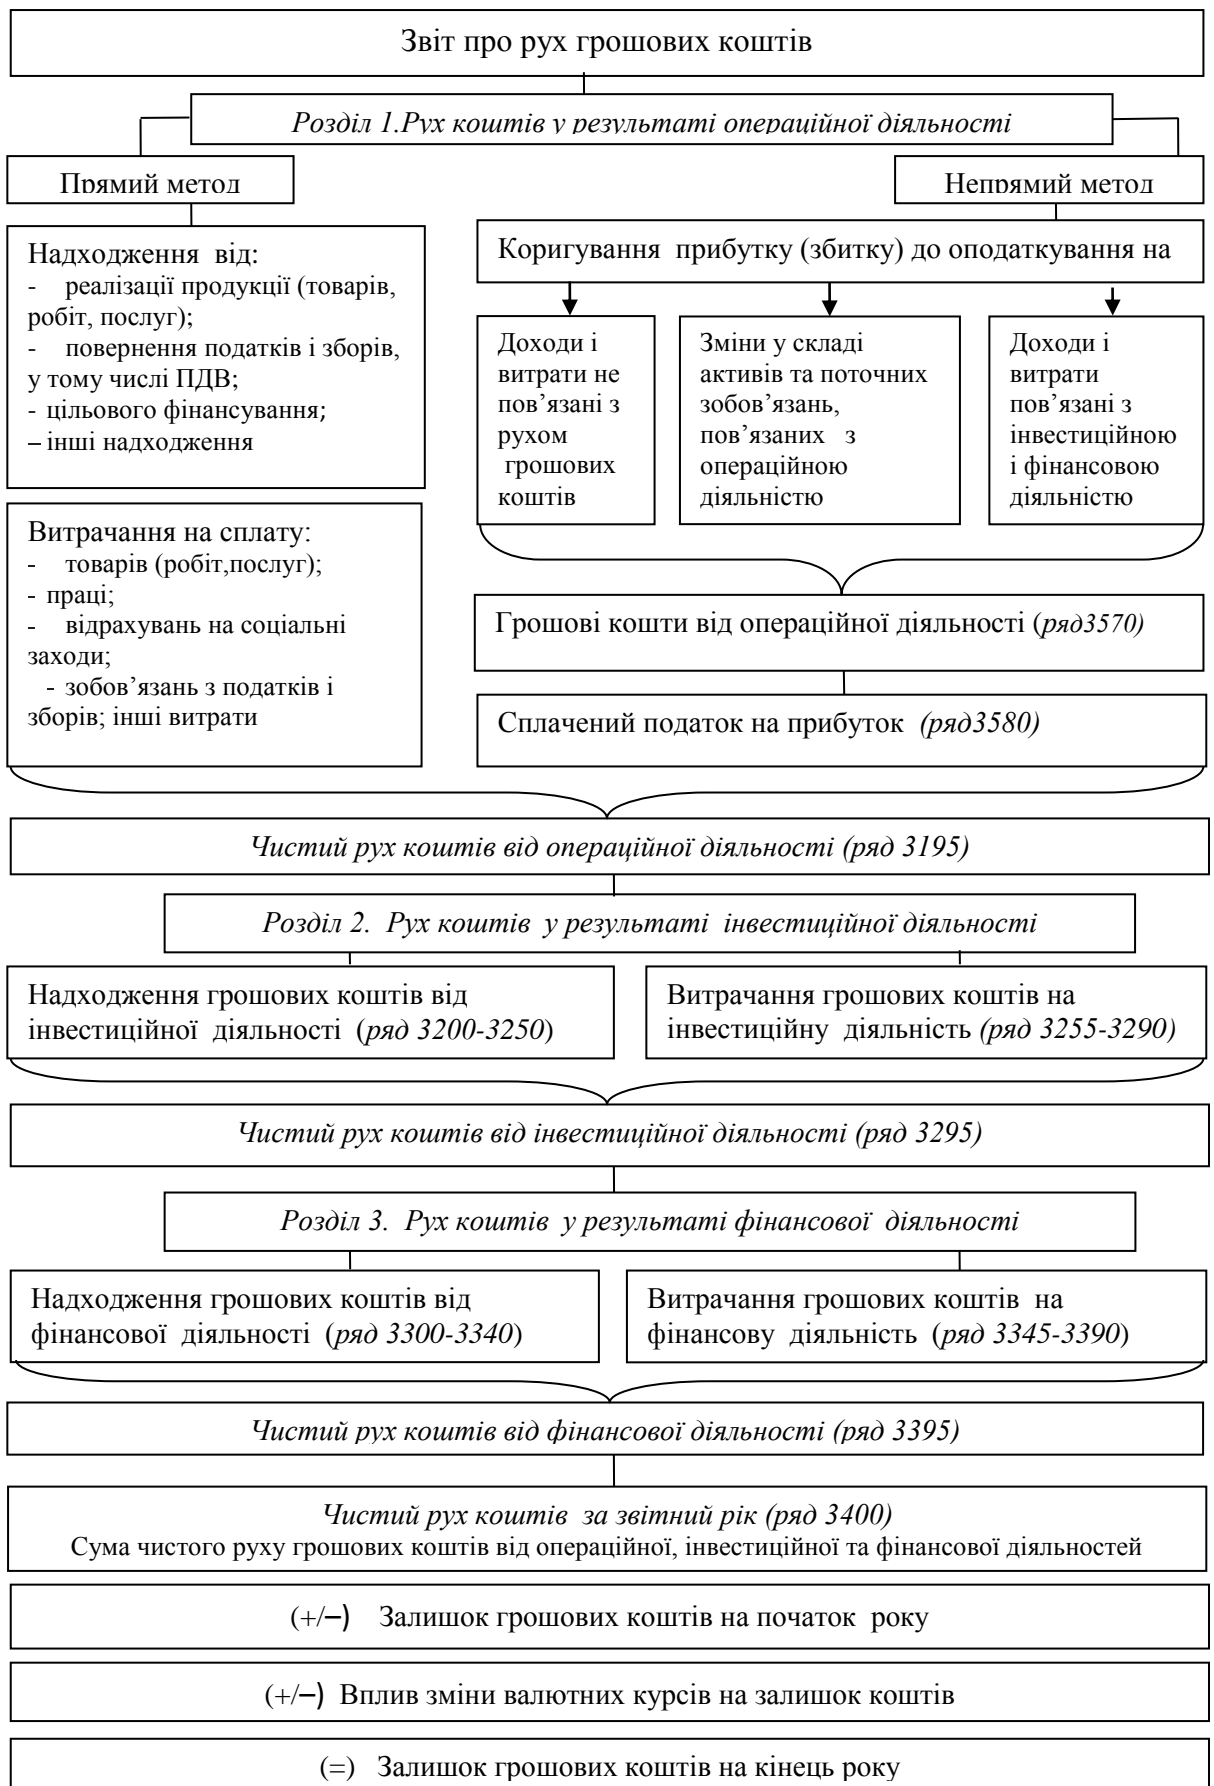 Звіт про рух грошових коштів
Розділ 1.Рух коштів у результаті операційної діяльності
Прямий метод
Непрямий метод
Надходження від:
- реалізації продукції (товарів,
робіт, послуг);
- повернення податків і зборів,
у тому числі ПДВ;
- цільового фінансування;
– інші надходження
Витрачання на сплату:
- товарів (робіт,послуг);
- праці;
- відрахувань на соціальні
заходи;
- зобов’язань з податків і
зборів; інші витрати
Коригування прибутку (збитку) до оподаткування на
Доходи і
витрати не
пов’язані з
рухом
грошових
коштів
Зміни у складі
активів та поточних
зобов’язань,
пов’язаних з
операційною
діяльністю
Доходи і
витрати
пов’язані з
інвестиційною
і фінансовою
діяльністю
Грошові кошти від операційної діяльності (ряд3570)
Сплачений податок на прибуток (ряд3580)
Чистий рух коштів від операційної діяльності (ряд 3195)
Розділ 2. Рух коштів у результаті інвестиційної діяльності
Надходження грошових коштів від
інвестиційної діяльності (ряд 3200-3250)
Витрачання грошових коштів на
інвестиційну діяльність (ряд 3255-3290)
Чистий рух коштів від інвестиційної діяльності (ряд 3295)
Розділ 3. Рух коштів у результаті фінансової діяльності
Надходження грошових коштів від
фінансової діяльності (ряд 3300-3340)
Витрачання грошових коштів на
фінансову діяльність (ряд 3345-3390)
Чистий рух коштів від фінансової діяльності (ряд 3395)
Чистий рух коштів за звітний рік (ряд 3400)
Сума чистого руху грошових коштів від операційної, інвестиційної та фінансової діяльностей
(+/–) Залишок грошових коштів на початок року
(+/–) Вплив зміни валютних курсів на залишок коштів
(=) Залишок грошових коштів на кінець року